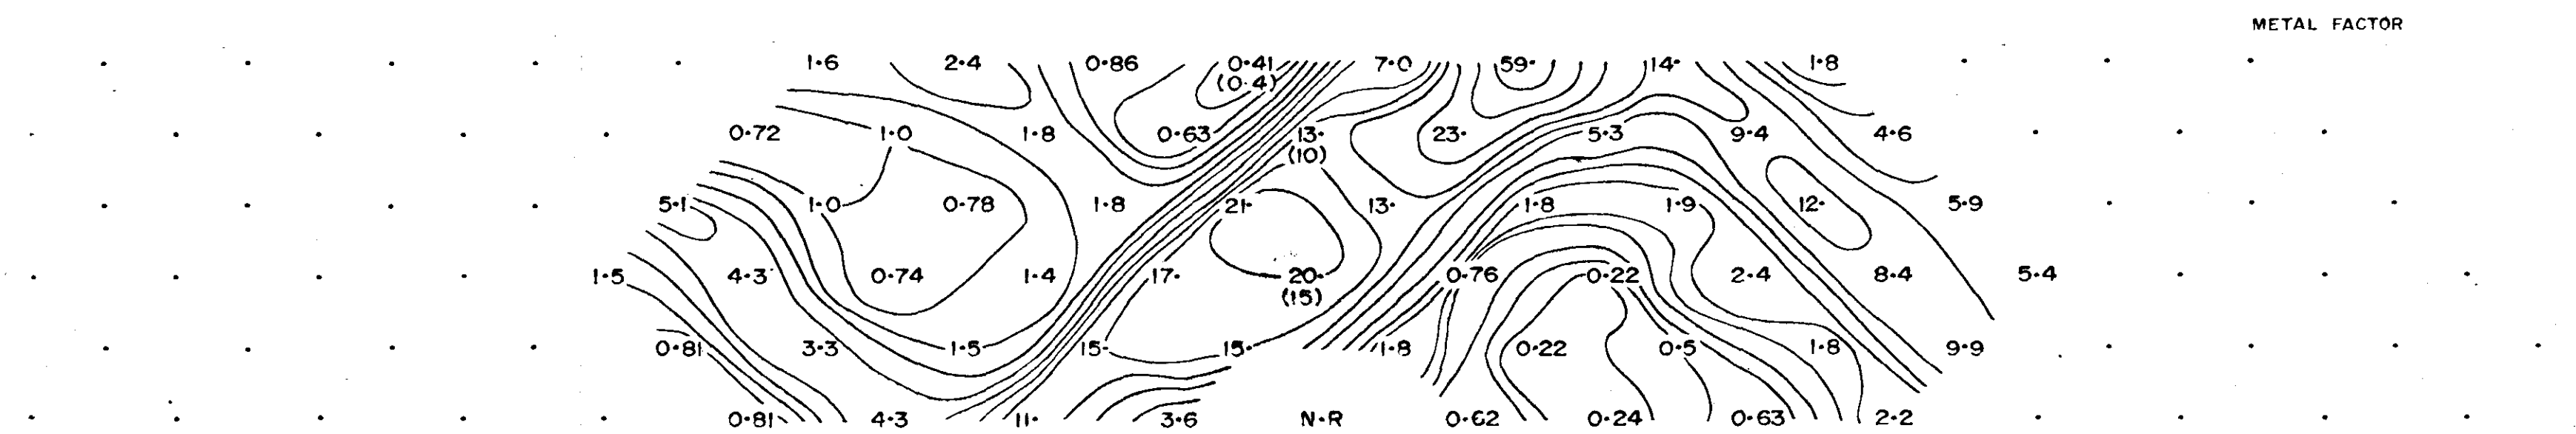 METAL FACTOR
1·6 2·4 0·86 0·41 7·0 59· 14· 1·8
(0·4)
0·72 1·0 1·8 0·63 13· 23· 5·3 9·4 4·6
(10)
5·1 1·0 0·78 1·8 21· 13· 1·8 1·9 12· 5·9
1·5 4·3 0·74 1·4 17· 20· 0·76 0·22 2·4 8·4 5·4
(15)
0·81 3·3 1·5 15· 15· 1·8 0·22 0·5 1·8 9·9
0·81 4·3 11· 3·6 N·R 0·62 0·24 0·63 2·2